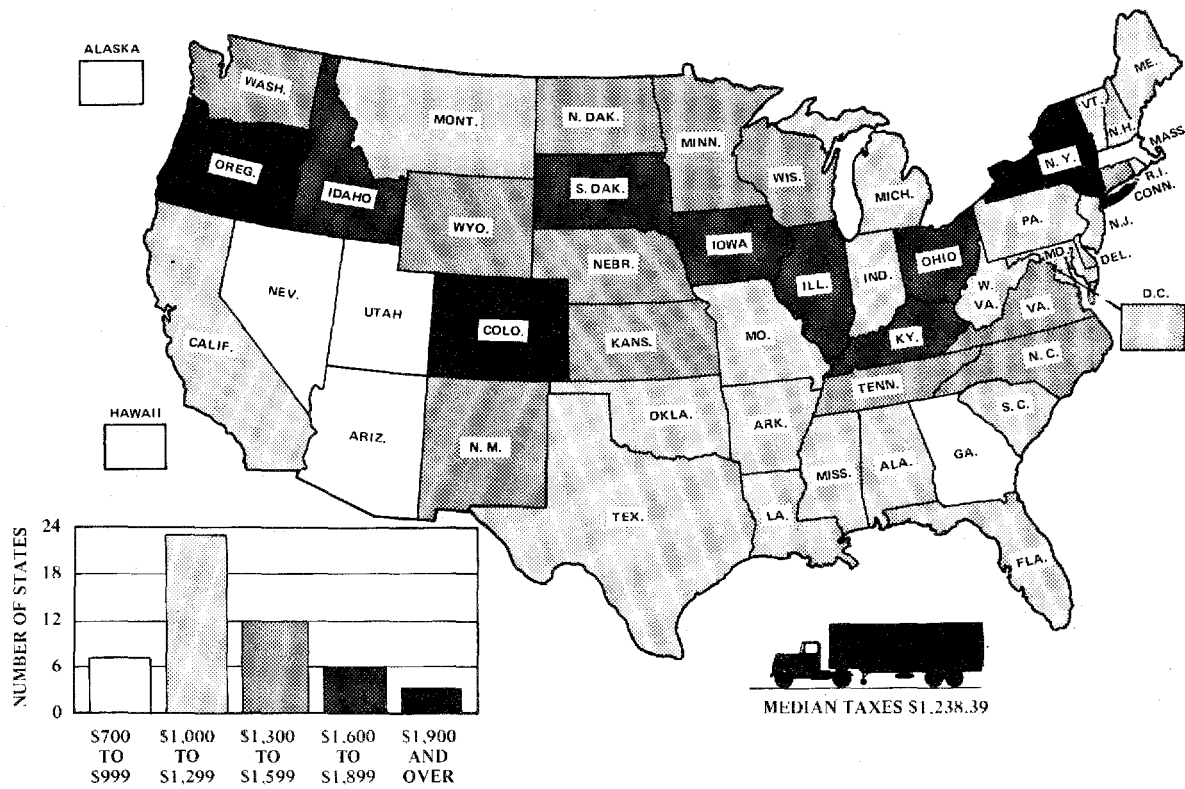 ALASKA
WASH.
MONT.
N. DAK.
MINN.
VT.
ME.
N.H.
MASS
OREG.
IDAHO
S. DAK.
WIS.
MICH.
N.Y.
R.I.
CONN.
WYO.
IOWA
PA.
N.J.
NEBR.
ILL.
IND.
OHIO
MD.
DEL.
NEV.
UTAH
COLO.
KANS.
MO.
KY.
W.
VA.
VA.
D.C.
CALIF.
TENN.
N.C.
HAWAII
ARIZ.
N.M.
OKLA.
ARK.
S.C.
TEX.
LA.
MISS.
ALA.
GA.
FLA.
NUMBER OF STATES
24
18
12
6
0
$700
TO
$999
$1,000
TO
$1,299
$1,300
TO
$1,599
$1,600
TO
$1,899
$1,900
AND
OVER
MEDIAN TAXES $1,238.39